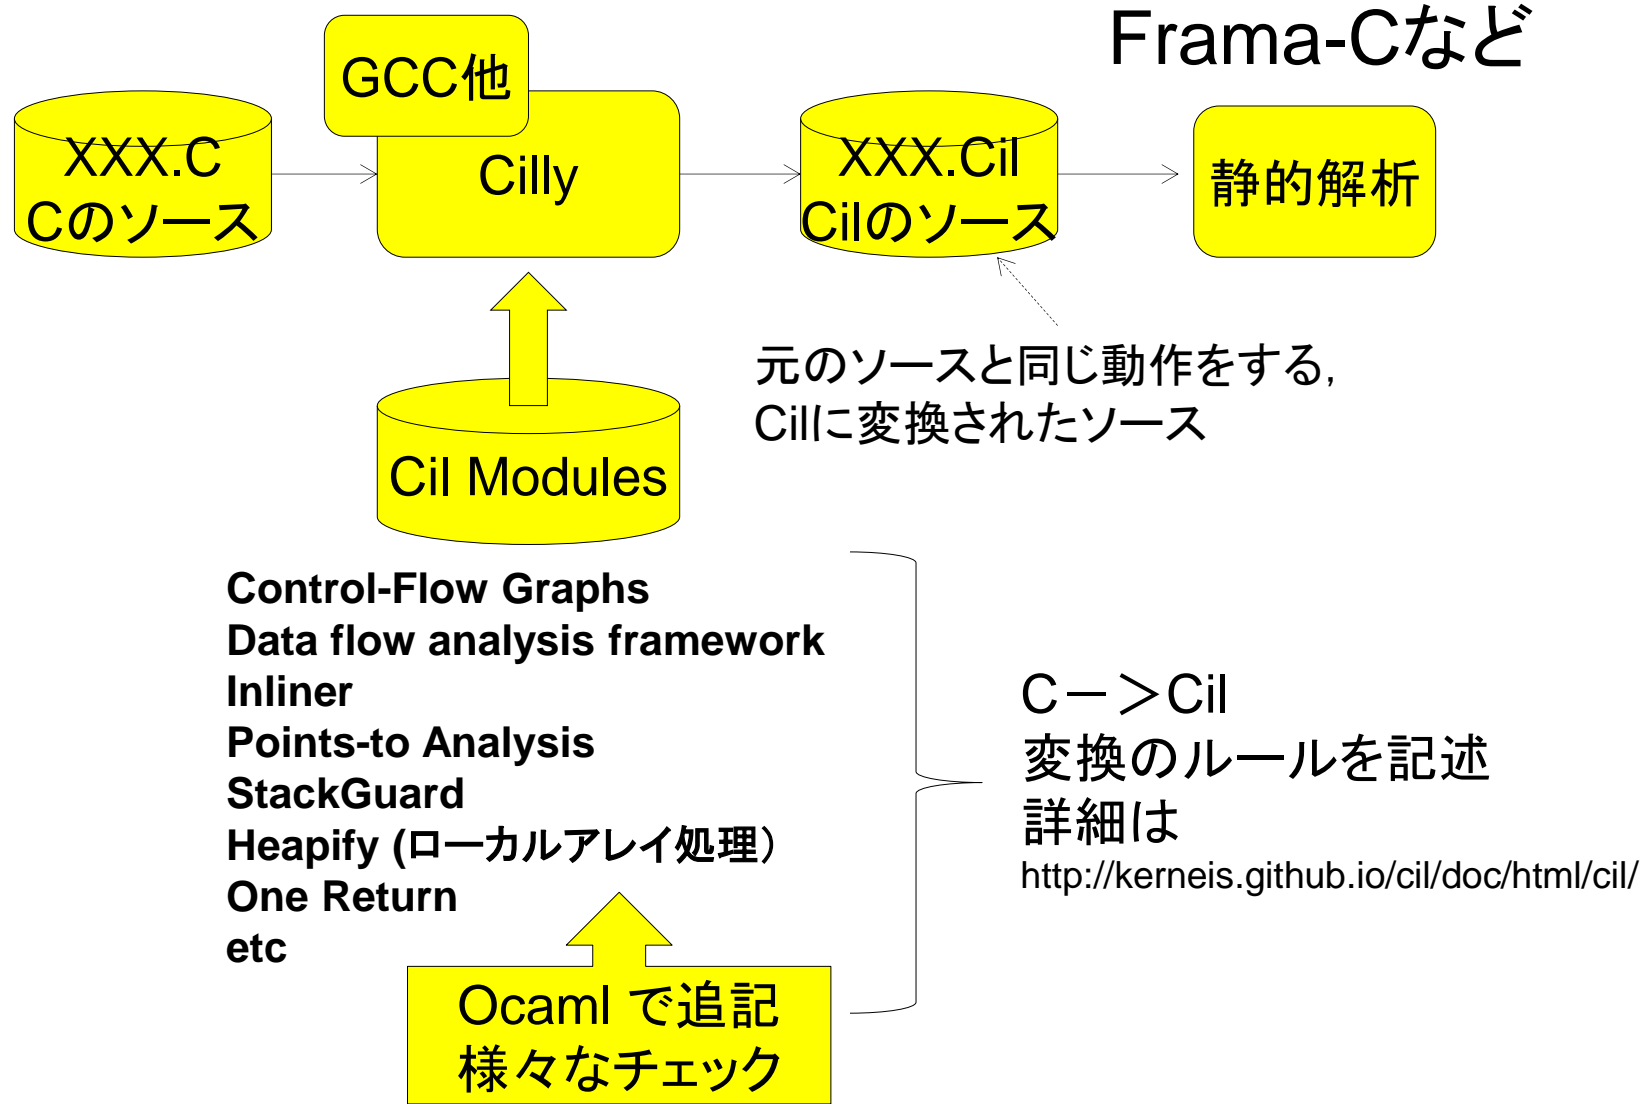 Frama-Cなど
GCC他
XXX.C
Cのソース
Cilly
XXX.Cil
Cilのソース
静的解析
元のソースと同じ動作をする,
Cilに変換されたソース
Cil Modules
Control-Flow Graphs
Data flow analysis framework
Inliner
Points-to Analysis
StackGuard
Heapify (ローカルアレイ処理）
One Return
etc
C－＞Cil
変換のルールを記述
詳細は
http://kerneis.github.io/cil/doc/html/cil/
Ocaml で追記
様々なチェック